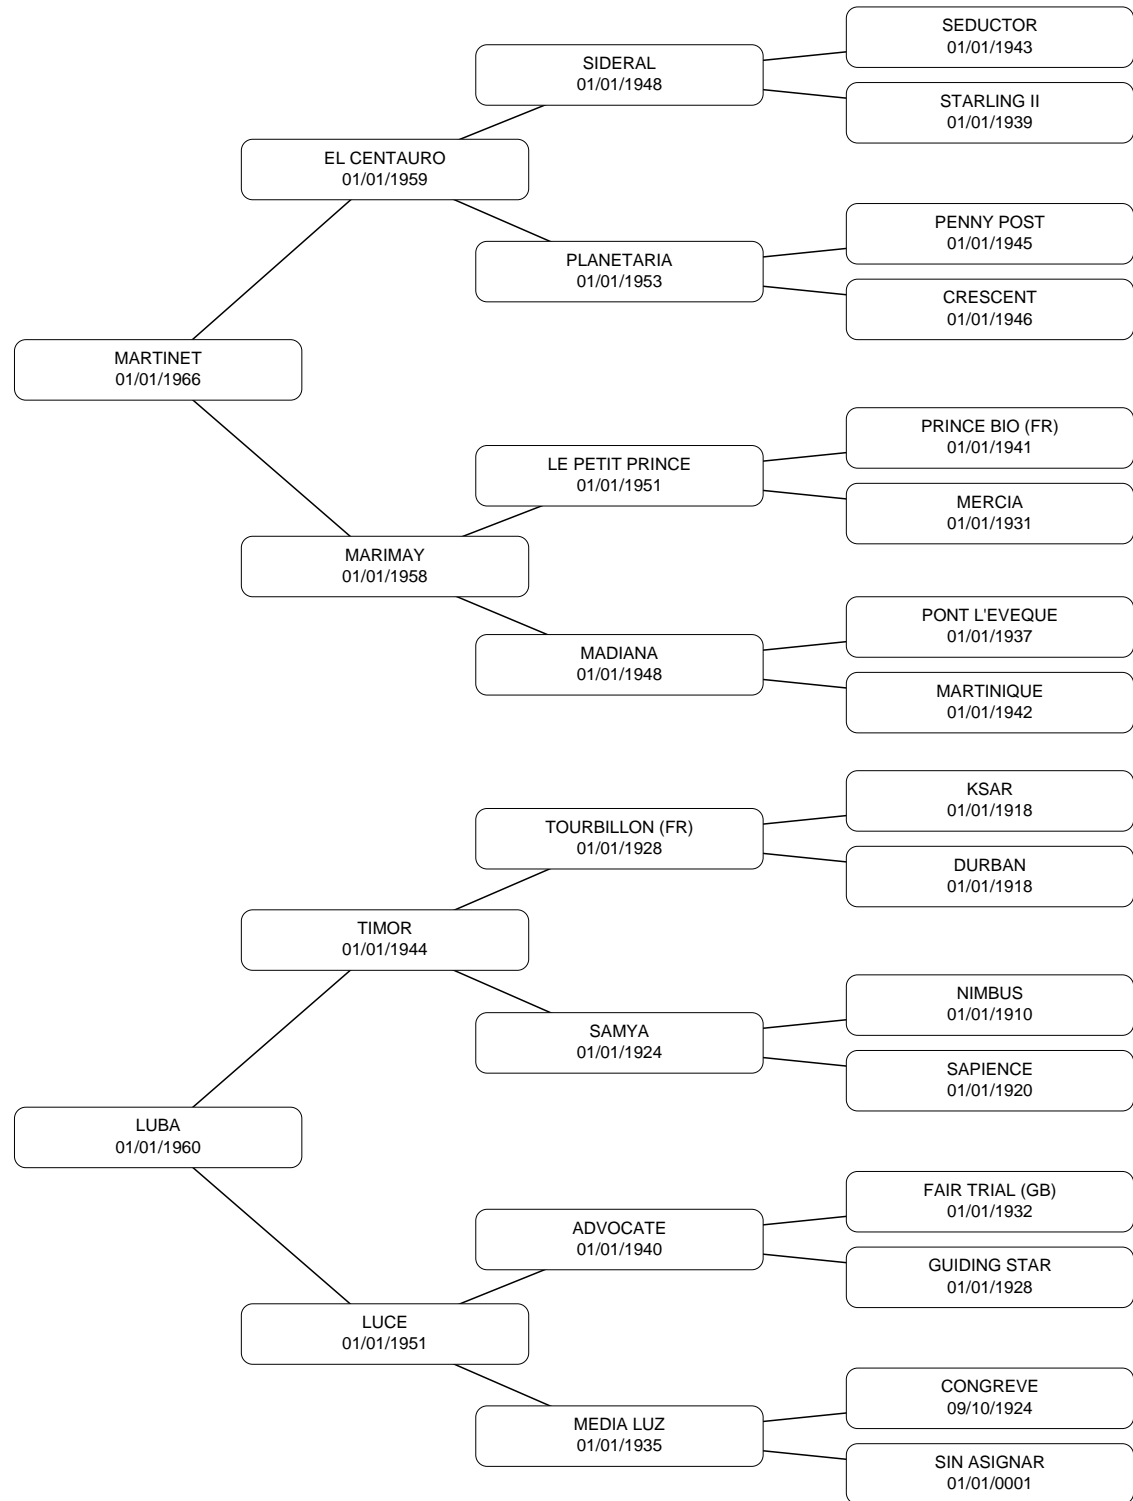 SEDUCTOR
01/01/1943
SIDERAL
01/01/1948
STARLING II
01/01/1939
EL CENTAURO
01/01/1959
PENNY POST
01/01/1945
PLANETARIA
01/01/1953
CRESCENT
01/01/1946
MARTINET
01/01/1966
PRINCE BIO (FR)
01/01/1941
LE PETIT PRINCE
01/01/1951
MERCIA
01/01/1931
MARIMAY
01/01/1958
PONT L'EVEQUE
01/01/1937
MADIANA
01/01/1948
MARTINIQUE
01/01/1942
KSAR
01/01/1918
TOURBILLON (FR)
01/01/1928
DURBAN
01/01/1918
TIMOR
01/01/1944
NIMBUS
01/01/1910
SAMYA
01/01/1924
SAPIENCE
01/01/1920
LUBA
01/01/1960
FAIR TRIAL (GB)
01/01/1932
ADVOCATE
01/01/1940
GUIDING STAR
01/01/1928
LUCE
01/01/1951
CONGREVE
09/10/1924
MEDIA LUZ
01/01/1935
SIN ASIGNAR
01/01/0001